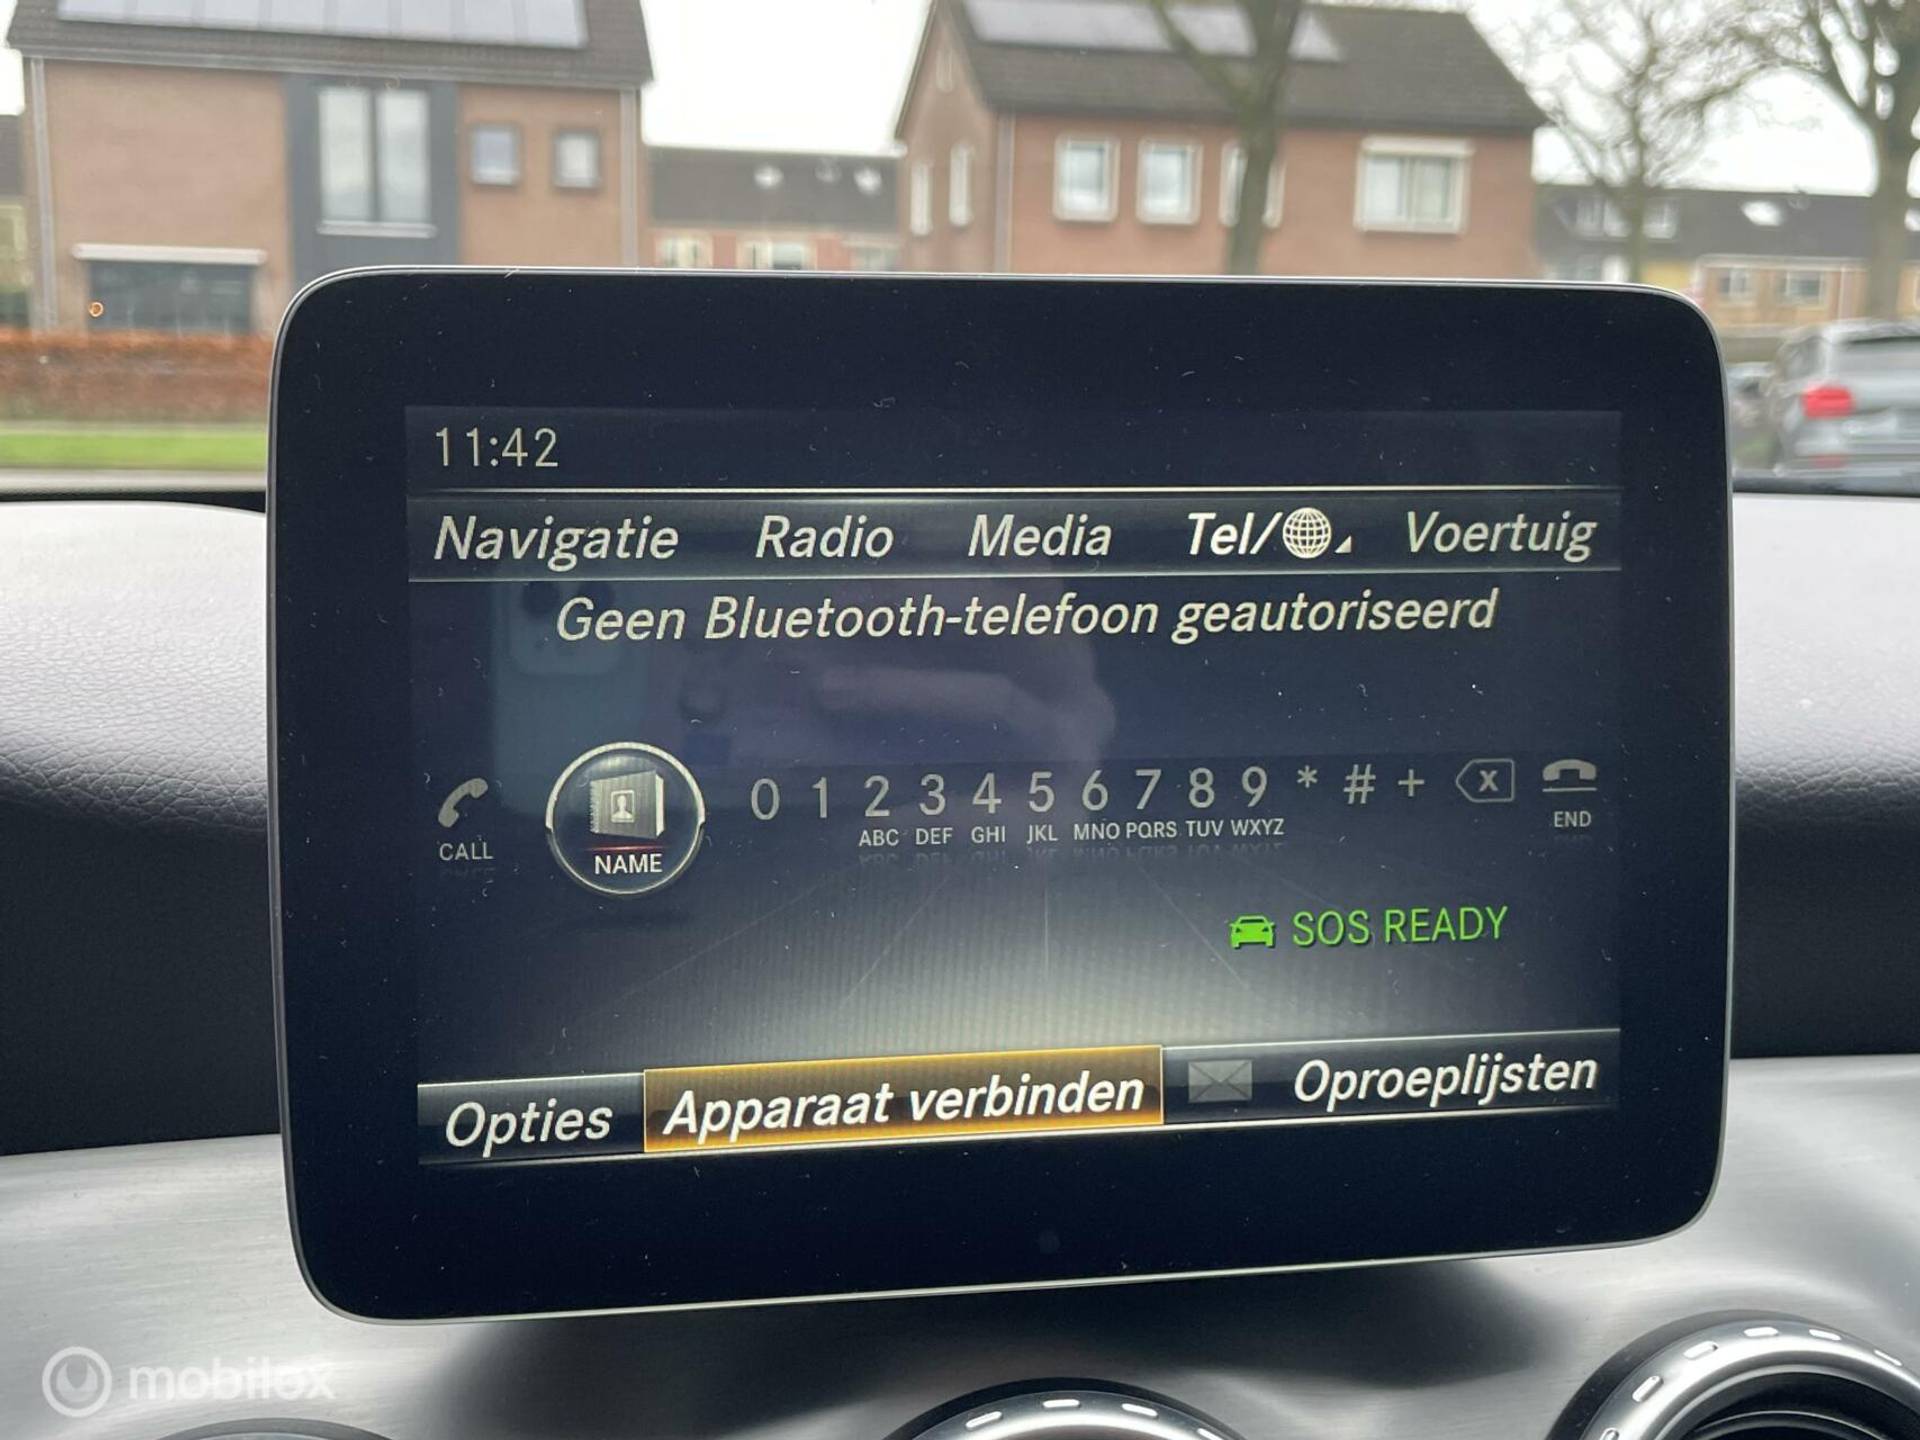 11:42
Navigatie Radio Media Tel/ Voertuig
Geen Bluetooth-telefoon geautoriseerd
CALL NAME 0 1 2 3 4 5 6 7 8 9 * # + X END
ABC DEF GHI JKL MNO PQRS TUV WXYZ
SOS READY
Opties Apparaat verbinden Oproeplijsten
mobilox